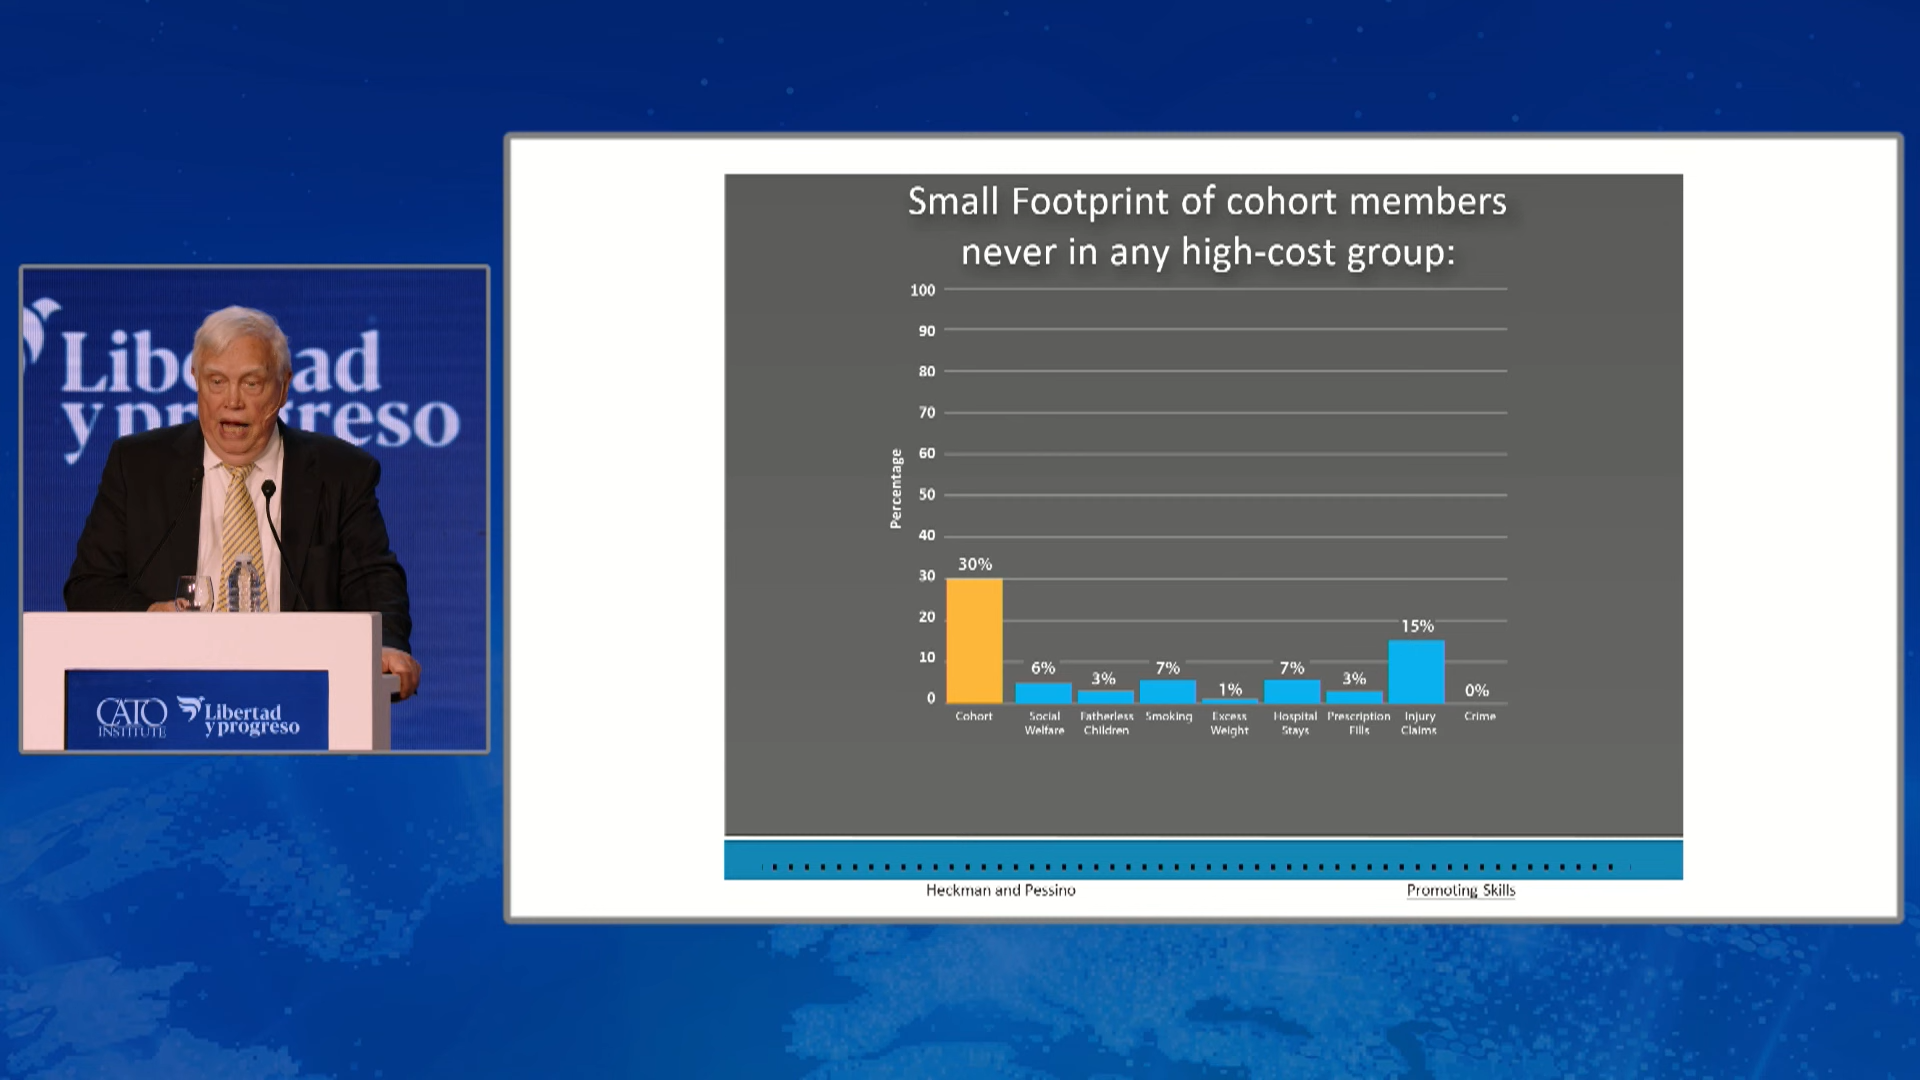 Libertad
y progreso
CATO
INSTITUTE
Libertad
y progreso
Small Footprint of cohort members
never in any high-cost group:
Percentage
100
90
80
70
60
50
40
30
20
10
0
30%
6%
3%
7%
1%
7%
3%
15%
0%
Cohort
Social
Welfare
Fatherless
Children
Smoking
Excess
Weight
Hospital
Stays
Prescription
Fills
Injury
Claims
Crime
Heckman and Pessino
Promoting Skills